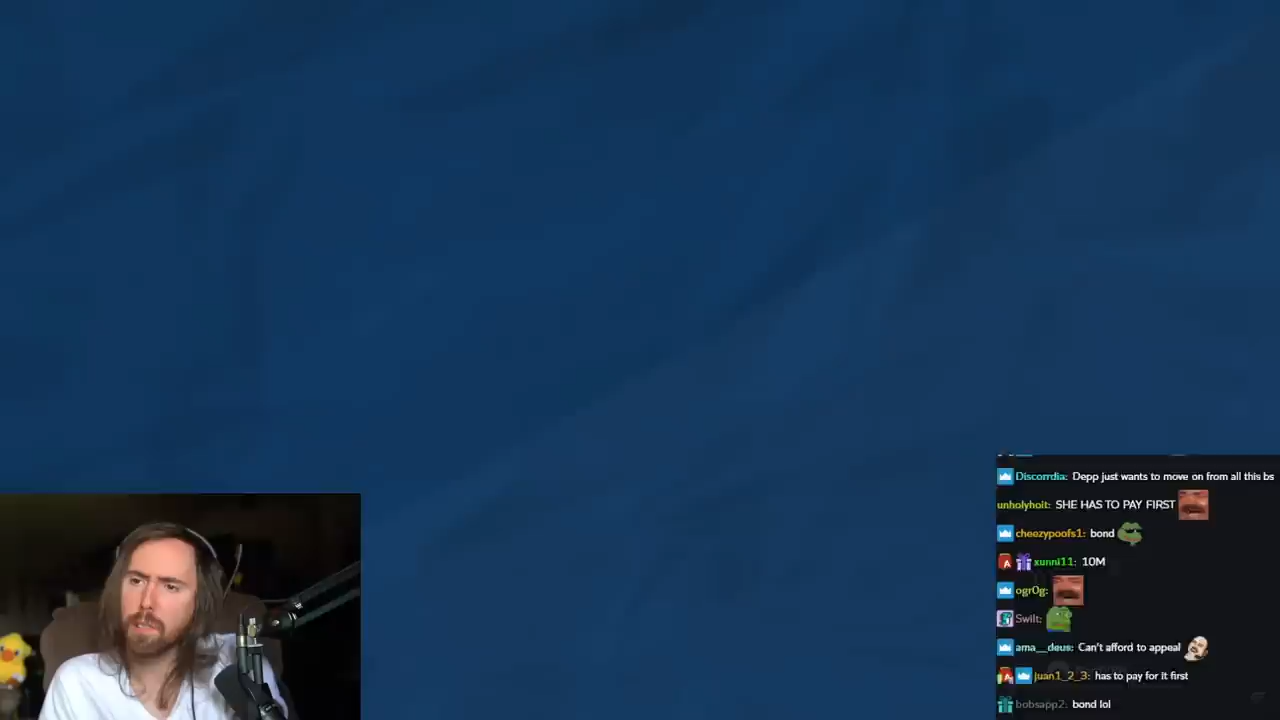 Discorrdia: Depp just wants to move on from all this bs
unholyhoit: SHE HAS TO PAY FIRST
cheezypoofs1: bond
xunni11: 10M
ogrOg:
Swilt:
ama__deus: Can't afford to appeal
juan1_2_3: has to pay for it first
bobsapp2: bond lol